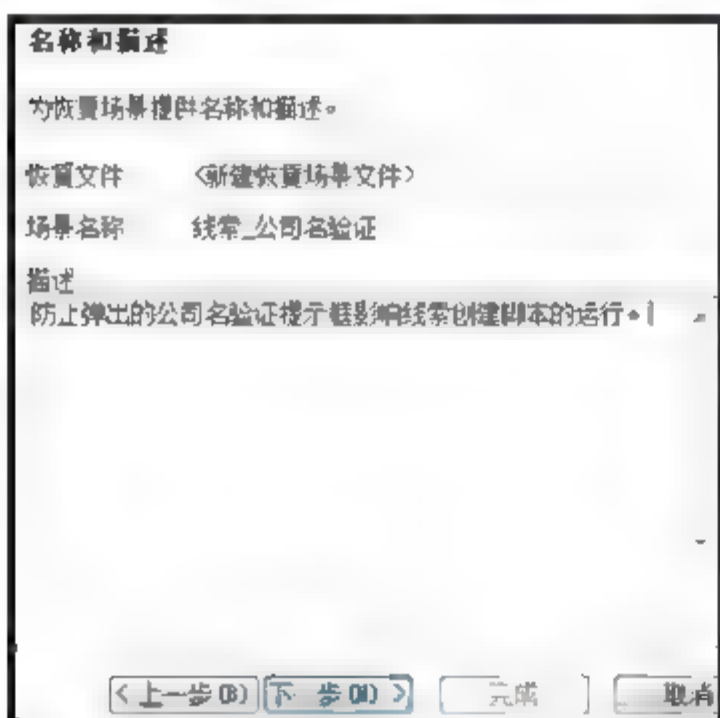 名称和描述
为恢复场景提供名称和描述。
恢复文件 <新建恢复场景文件>
场景名称 线索_公司名验证
描述
防止弹出的公司名验证提示框影响线索创建脚本的运行。
<上一步(B) 下一步(N)> 完成 取消